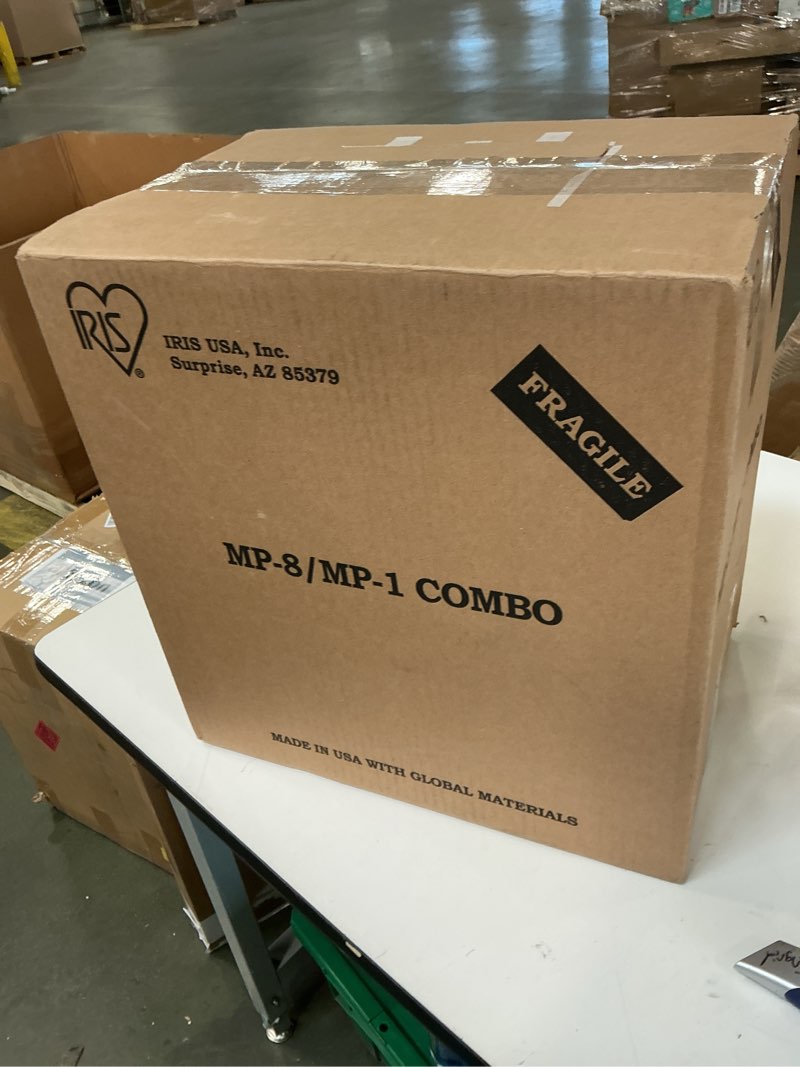 IRIS
®
IRIS USA, Inc.
Surprise, AZ 85379
FRAGILE
MP-8/MP-1 COMBO
MADE IN USA WITH GLOBAL MATERIALS
Ingrid